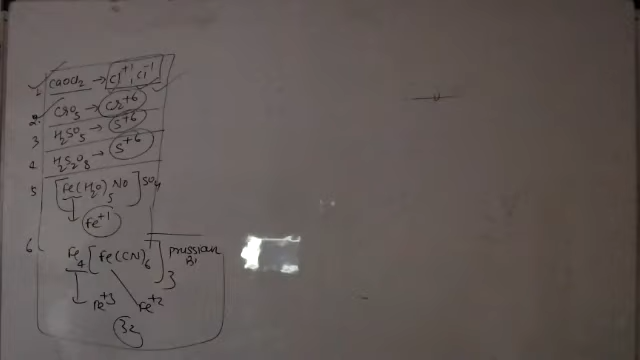 1. CaOCl2 → Cl+1, Cl-1
2. CrO5 → Cr+6
3 H2SO5 → S+6
4 H2S2O8 → S+6
5 [Fe(H2O)5NO]SO4
Fe+1
6 Fe4[Fe(CN)6]3 prussian
Fe+3 Fe+2